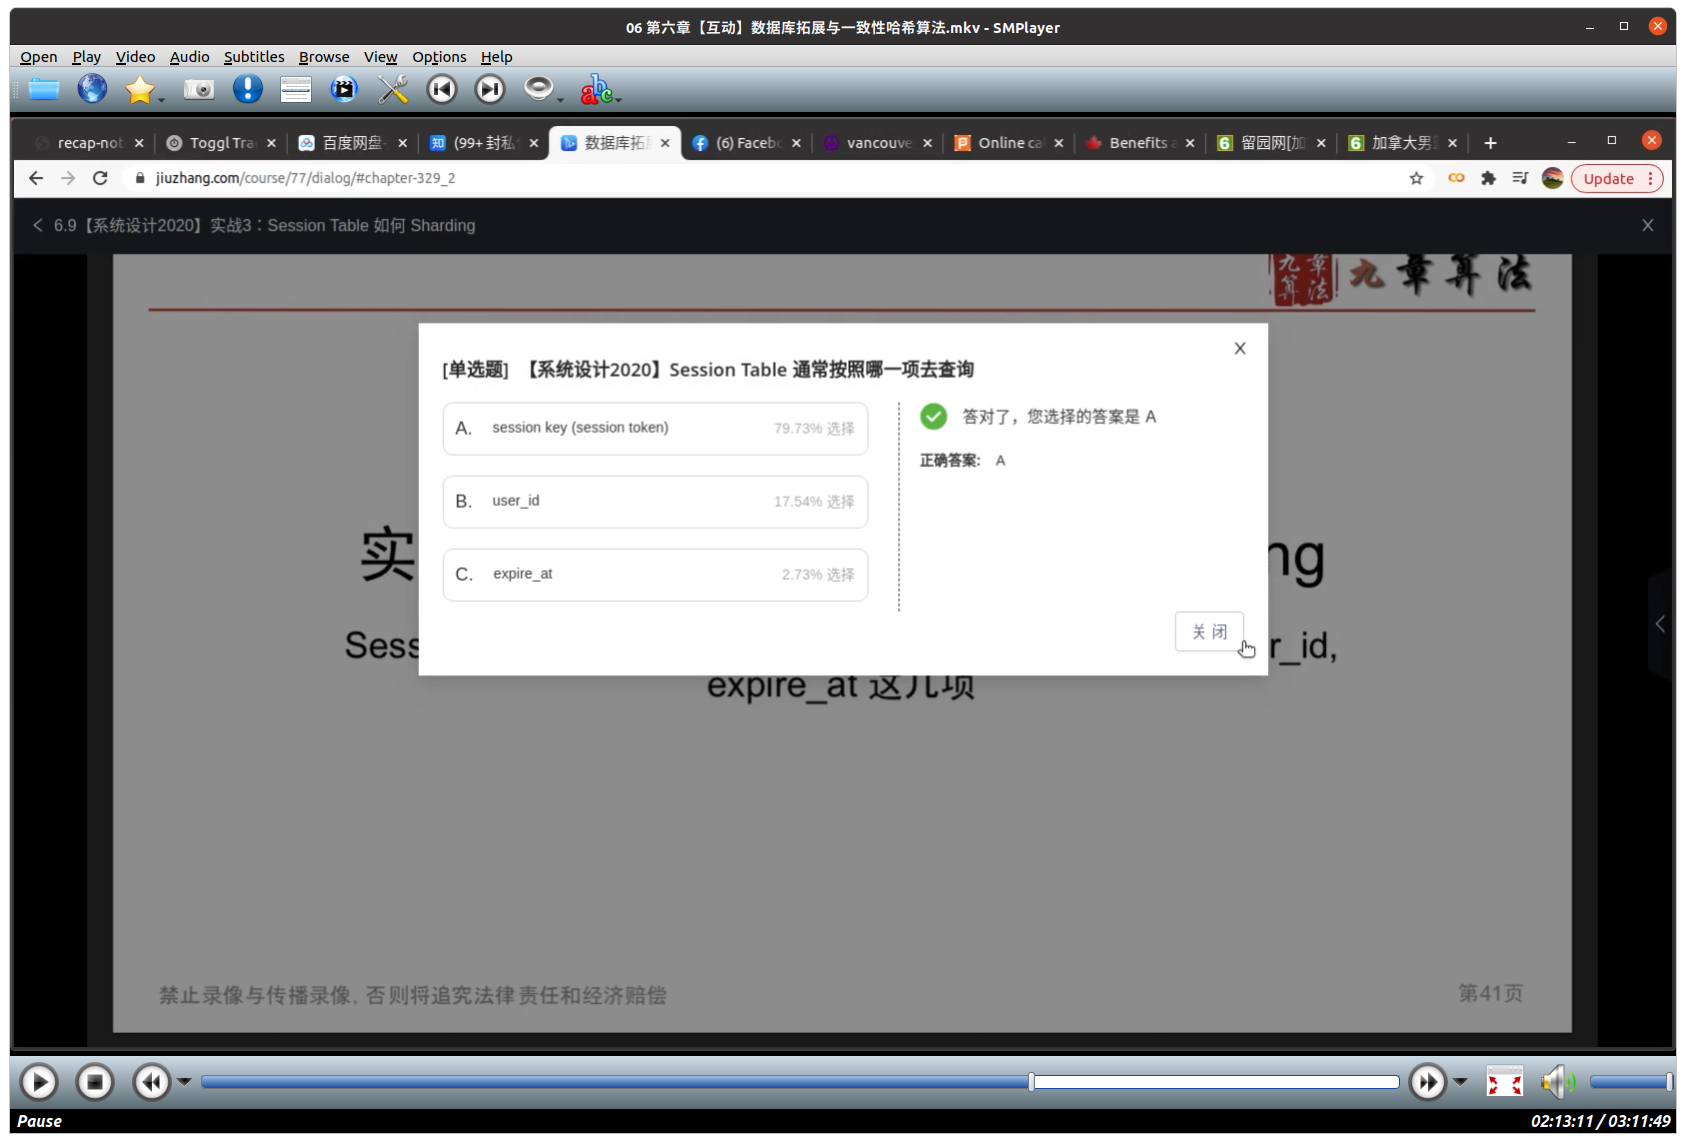 06 第六章【互动】数据库拓展与一致性哈希算法.mkv - SMPlayer
Open Play Video Audio Subtitles Browse View Options Help
recap-not Toggl Tra 百度网盘- (99+ 封私 数据库拓 (6) Facebo vancouve Online ca Benefits a 留园网[加 加拿大男
jiuzhang.com/course/77/dialog/#chapter-329_2
Update
6.9【系统设计2020】实战3：Session Table 如何 Sharding
九章算法 九章算法
[单选题] 【系统设计2020】Session Table 通常按照哪一项去查询
A. session key (session token) 79.73% 选择
B. user_id 17.54% 选择
C. expire_at 2.73% 选择
答对了，您选择的答案是 A
正确答案: A
关 闭
实 ng
Sess r_id,
expire_at 这几项
禁止录像与传播录像, 否则将追究法律责任和经济赔偿
第41页
Pause
02:13:11 / 03:11:49